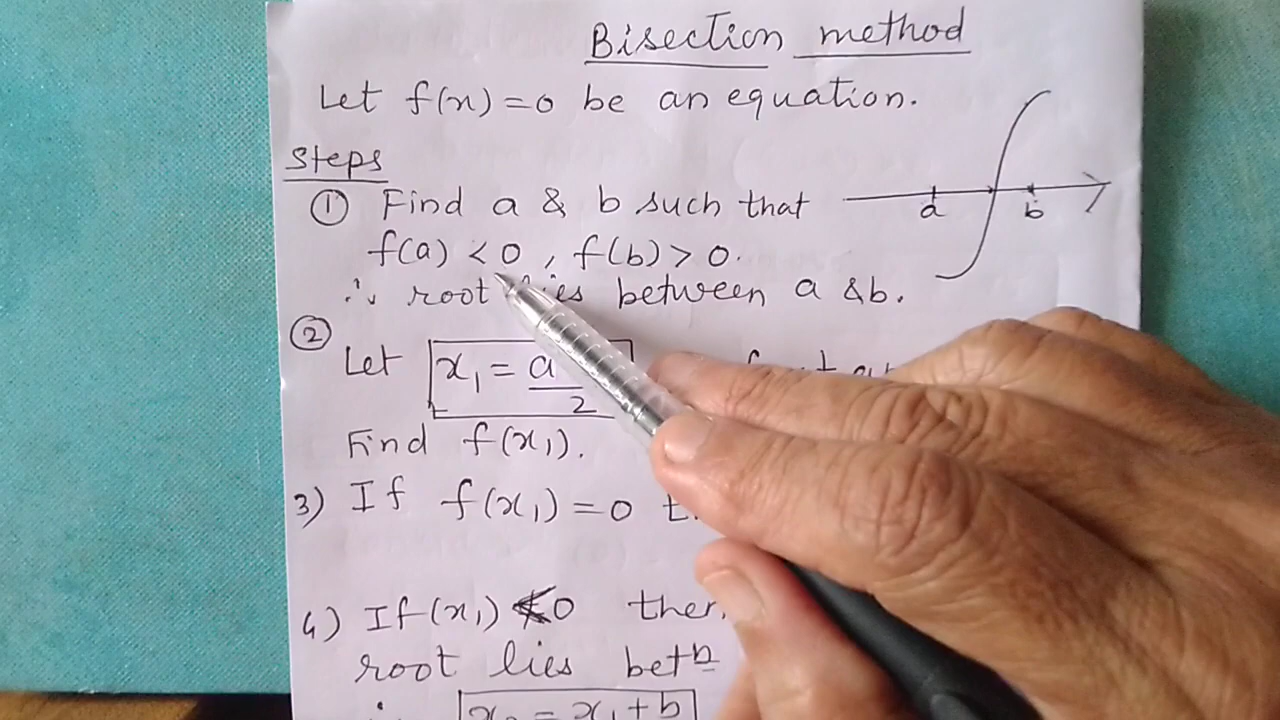 Bisection method
Let f(x)=0 be an equation.
Steps
① Find a & b such that
f(a) < 0, f(b) > 0.
∴ root lies between a & b.
a
b
②
Let x₁ = a
2
Find f(x₁).
3) If f(x₁) = 0
4) If (x₁) < 0 then
root lies betn
x₁ + b